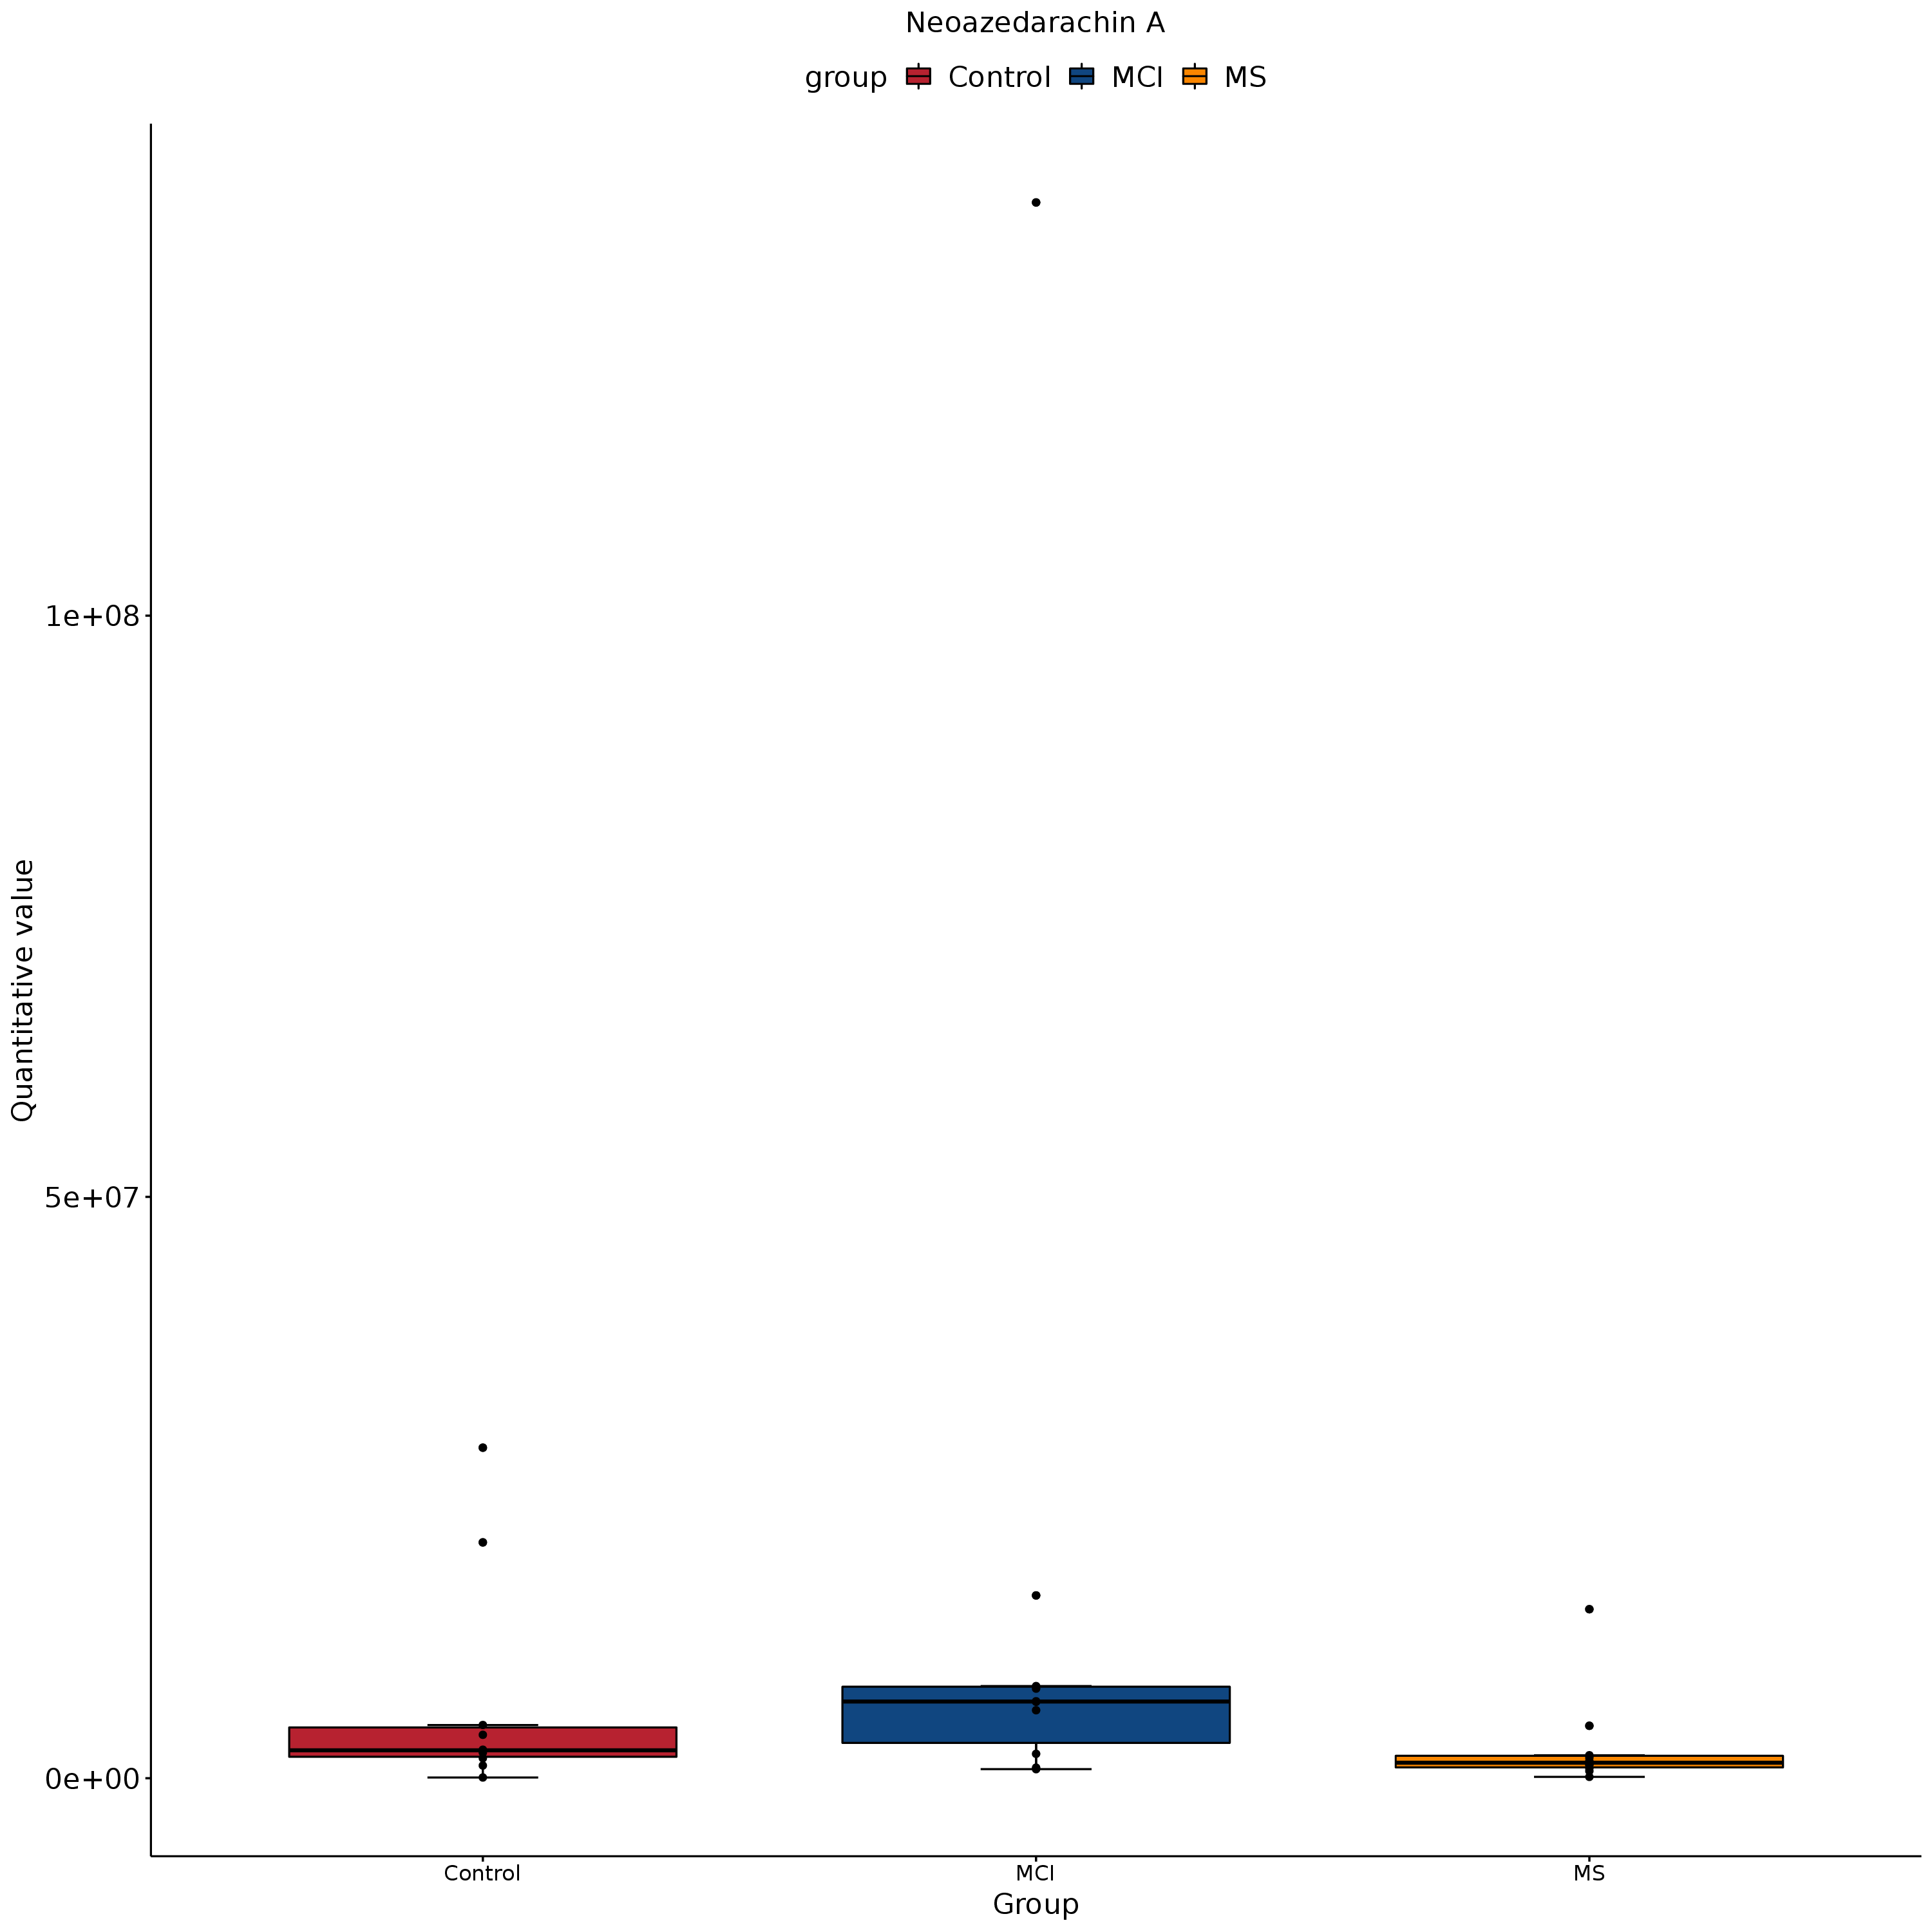 Neoazedarachin A
group Control MCI MS
1e+08
5e+07
0e+00
Quantitative value
Control MCI MS
Group